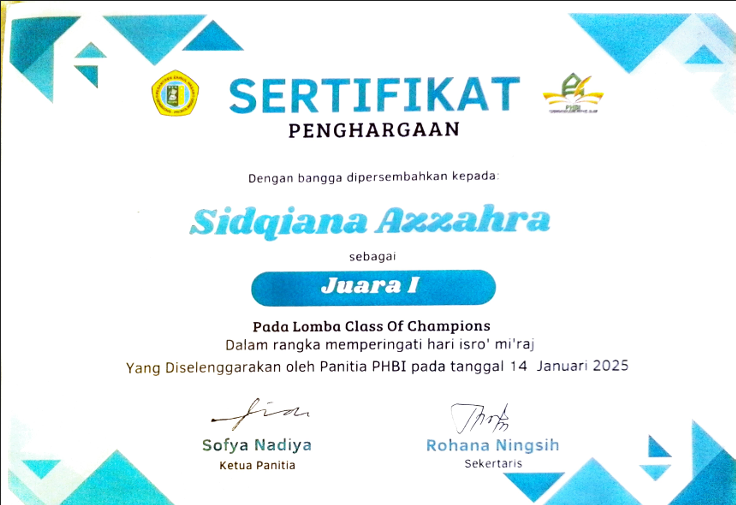 SERTIFIKAT
PENGHARGAAN
PHBI
Dengan bangga dipersembahkan kepada:
Sidqiana Azzahra
sebagai
Juara I
Pada Lomba Class Of Champions
Dalam rangka memperingati hari isro' mi'raj
Yang Diselenggarakan oleh Panitia PHBI pada tanggal 14 Januari 2025
Sofya Nadiya
Rohana Ningsih
Ketua Panitia
Sekertaris